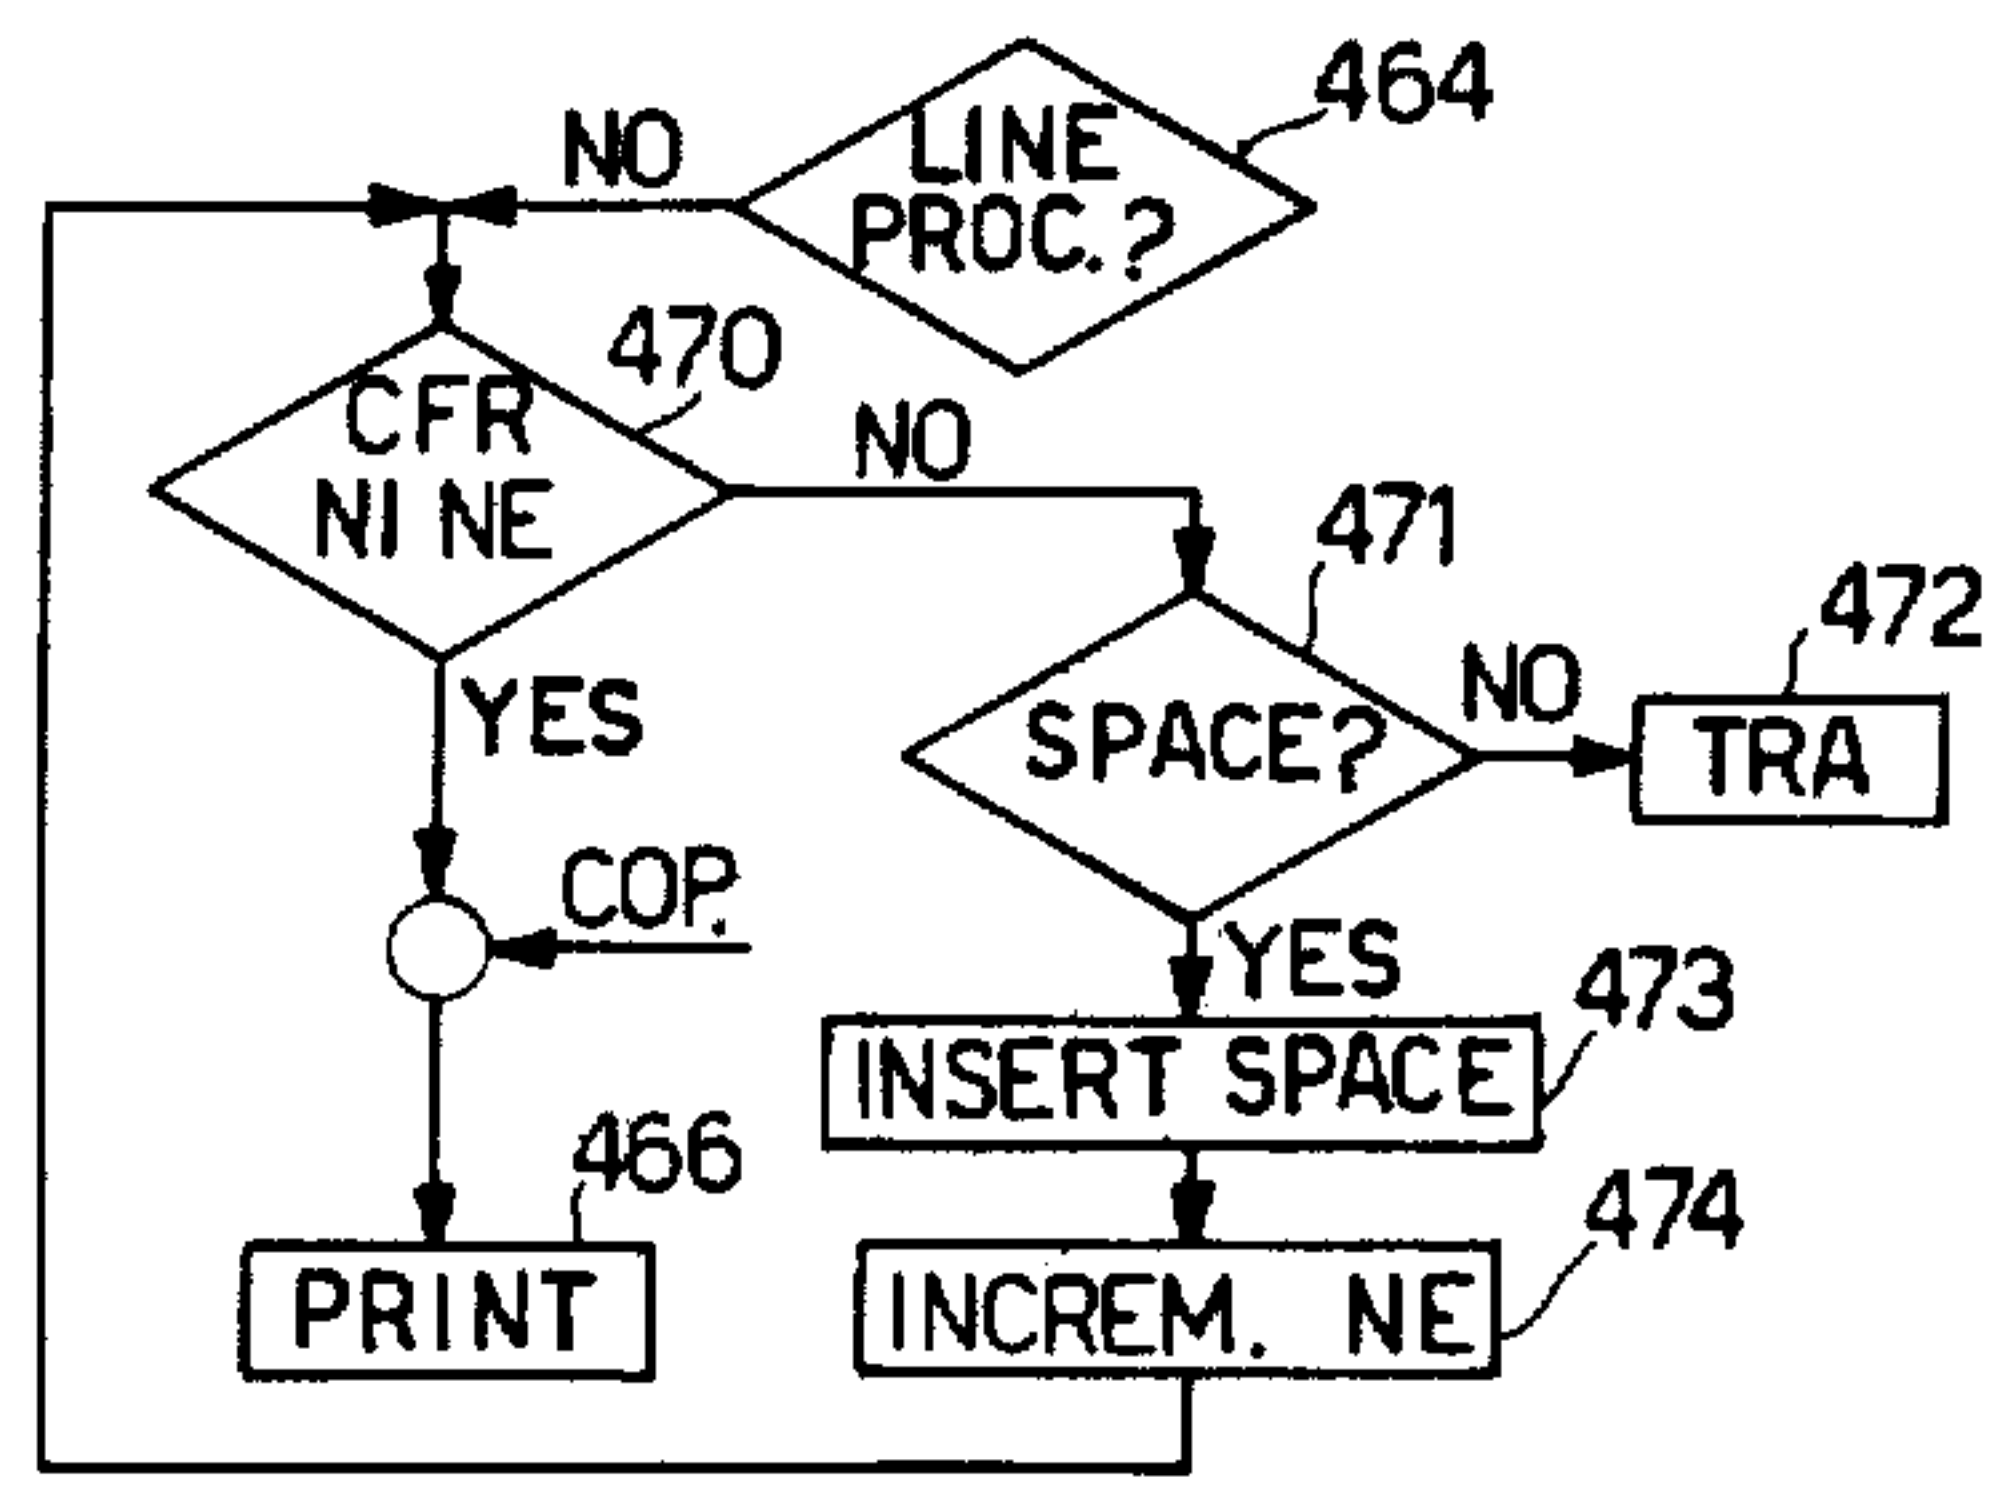 464
NO
LINE
PROC.?
470
CFR
NI NE
NO
471
472
YES
SPACE?
NO
TRA
COP.
YES
473
INSERT SPACE
466
474
PRINT
INCREM. NE